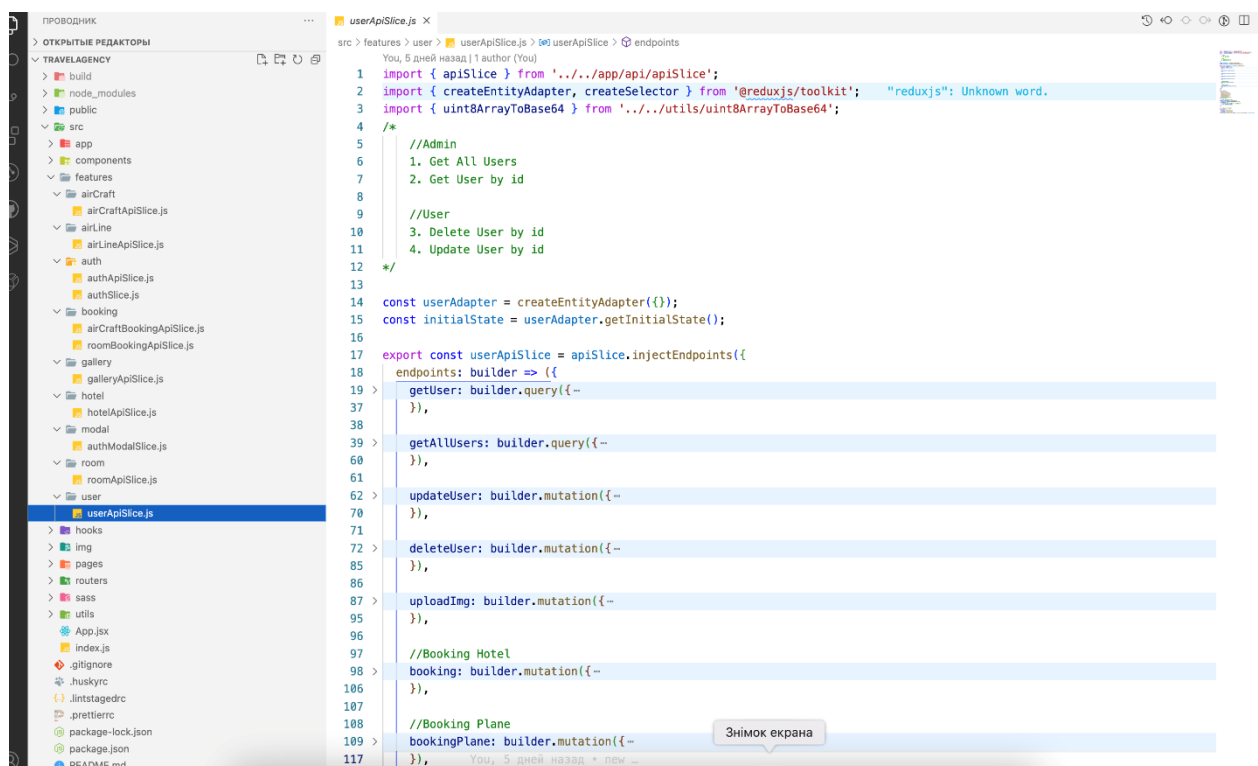 ПРОВОДНИК ···
ОТКРЫТЫЕ РЕДАКТОРЫ
TRAVELAGENCY
build
node_modules
public
src
app
components
features
airCraft
airCraftApiSlice.js
airLine
airLineApiSlice.js
auth
authApiSlice.js
authSlice.js
booking
airCraftBookingApiSlice.js
roomBookingApiSlice.js
gallery
galleryApiSlice.js
hotel
hotelApiSlice.js
modal
authModalSlice.js
room
roomApiSlice.js
user
userApiSlice.js
hooks
img
pages
routers
sass
utils
App.jsx
index.js
.gitignore
.huskyrc
.lintstagedrc
.prettierrc
package-lock.json
package.json
README.md
userApiSlice.js
src > features > user > userApiSlice.js > userApiSlice > endpoints
You, 5 дней назад | 1 author (You)
1 import { apiSlice } from '../../app/api/apiSlice';
2 import { createEntityAdapter, createSelector } from '@reduxjs/toolkit'; "reduxjs": Unknown word.
3 import { uint8ArrayToBase64 } from '../../utils/uint8ArrayToBase64';
4 /*
5 //Admin
6 1. Get All Users
7 2. Get User by id
8
9 //User
10 3. Delete User by id
11 4. Update User by id
12 */
13
14 const userAdapter = createEntityAdapter({});
15 const initialState = userAdapter.getInitialState();
16
17 export const userApiSlice = apiSlice.injectEndpoints({
18 endpoints: builder => ({
19 > getUser: builder.query({⋯
37 }),
38
39 > getAllUsers: builder.query({⋯
60 }),
61
62 > updateUser: builder.mutation({⋯
70 }),
71
72 > deleteUser: builder.mutation({⋯
85 }),
86
87 > uploadImg: builder.mutation({⋯
95 }),
96
97 //Booking Hotel
98 > booking: builder.mutation({⋯
106 }),
107
108 //Booking Plane
109 > bookingPlane: builder.mutation({⋯
117 }), You, 5 дней назад • new …
Знімок екрана